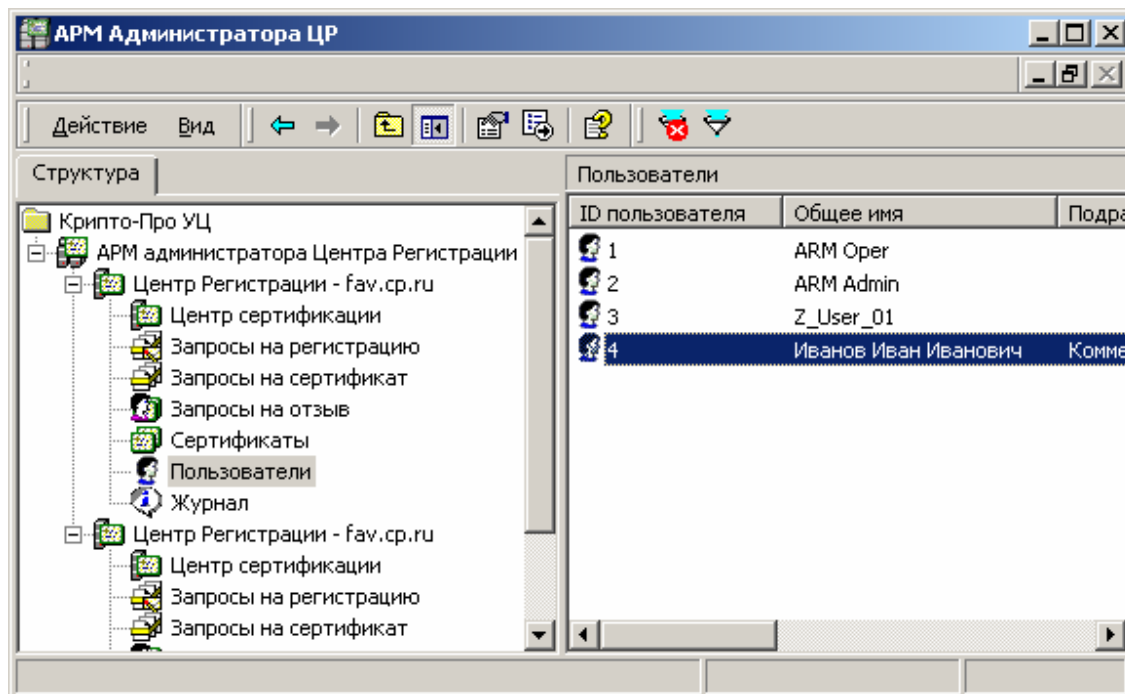 АРМ Администратора ЦР
Действие Вид
Структура
Пользователи
Крипто-Про УЦ
АРМ администратора Центра Регистрации
Центр Регистрации - fav.cp.ru
Центр сертификации
Запросы на регистрацию
Запросы на сертификат
Запросы на отзыв
Сертификаты
Пользователи
Журнал
Центр Регистрации - fav.cp.ru
Центр сертификации
Запросы на регистрацию
Запросы на сертификат
ID пользователя Общее имя Подра
1 ARM Oper
2 ARM Admin
3 Z_User_01
4 Иванов Иван Иванович Комме